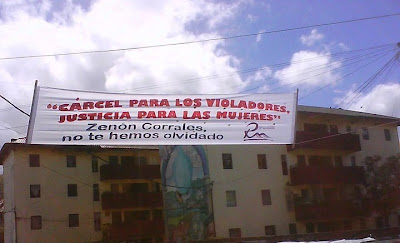 "CÁRCEL PARA LOS VIOLADORES,
JUSTICIA PARA LAS MUJERES"
Zenón Corrales,
no te hemos olvidado